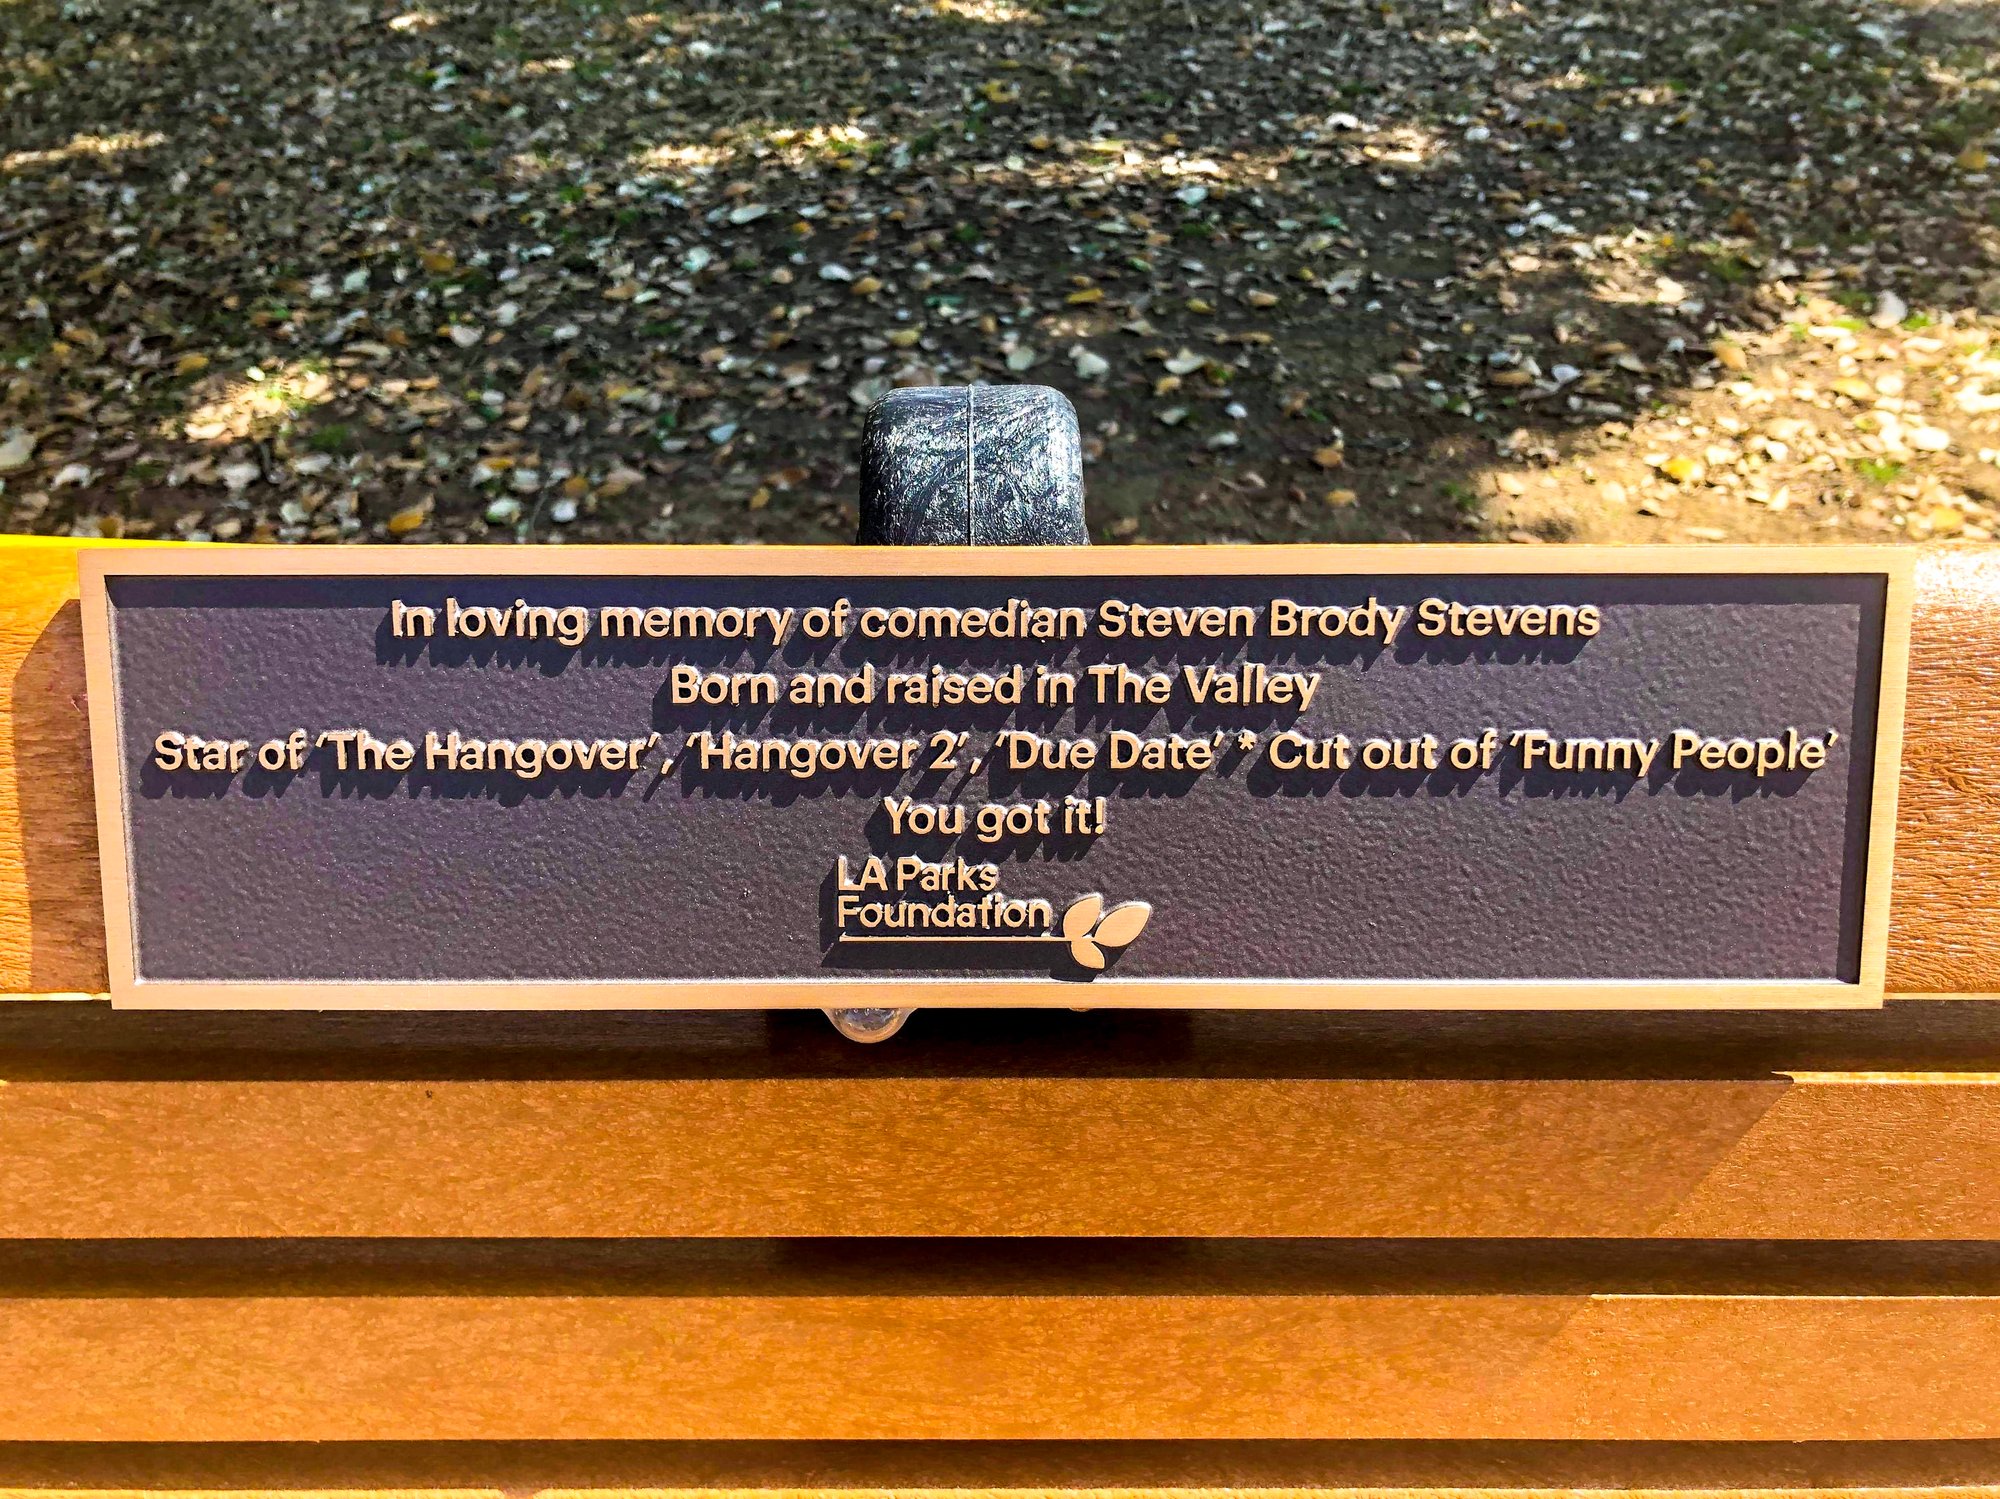 In loving memory of comedian Steven Brody Stevens
Born and raised in The Valley
Star of ‘The Hangover’, ‘Hangover 2’, ‘Due Date’ * Cut out of ‘Funny People’
You got it!
LA Parks
Foundation